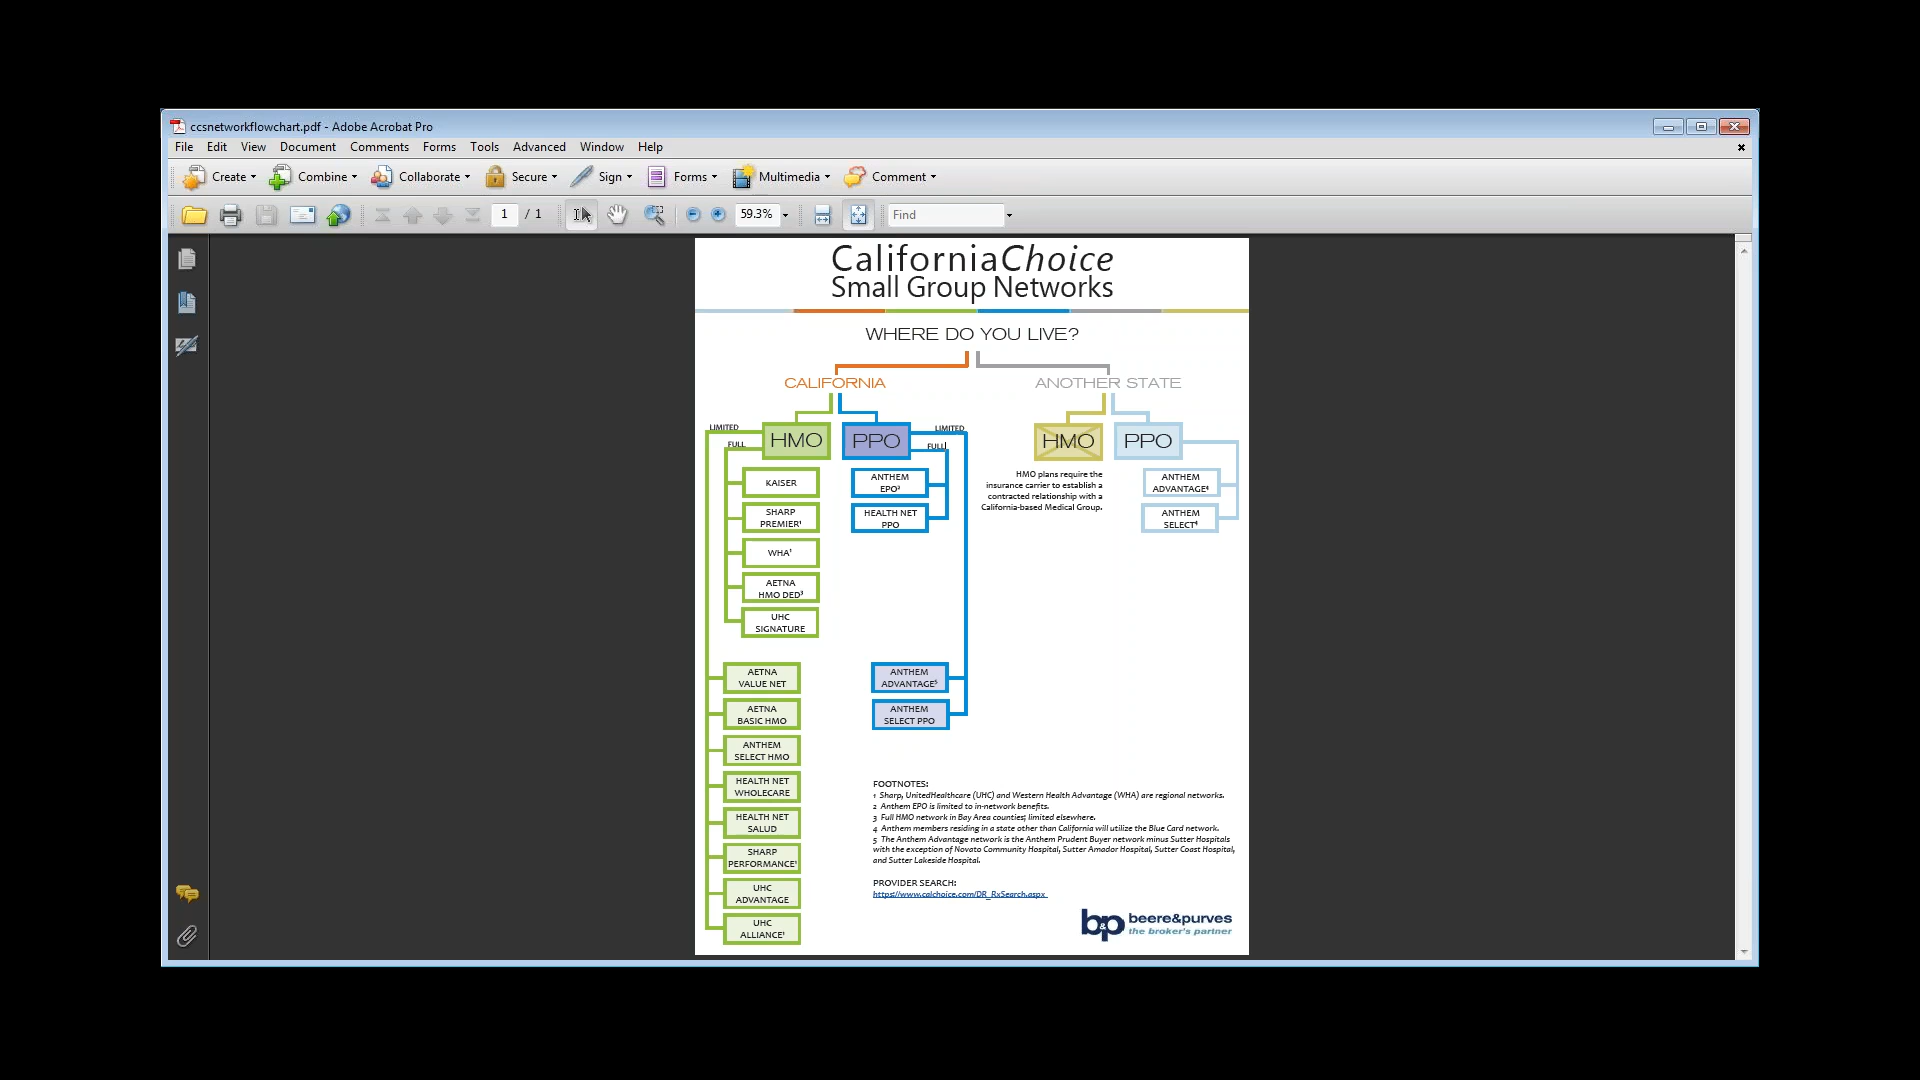 ccsnetworkflowchart.pdf - Adobe Acrobat Pro
File Edit View Document Comments Forms Tools Advanced Window Help
Create Combine Collaborate Secure Sign Forms Multimedia Comment
1 / 1 59.3% Find
CaliforniaChoice
Small Group Networks
WHERE DO YOU LIVE?
CALIFORNIA
ANOTHER STATE
LIMITED
FULL
HMO
PPO
LIMITED
FULL
HMO
PPO
KAISER
SHARP
PREMIER¹
WHA¹
AETNA
HMO DED³
UHC
SIGNATURE
ANTHEM
EPO²
HEALTH NET
PPO
HMO plans require the
insurance carrier to establish a
contracted relationship with a
California-based Medical Group.
ANTHEM
ADVANTAGE⁴
ANTHEM
SELECT⁴
AETNA
VALUE NET
AETNA
BASIC HMO
ANTHEM
SELECT HMO
HEALTH NET
WHOLECARE
HEALTH NET
SALUD
SHARP
PERFORMANCE¹
UHC
ADVANTAGE
UHC
ALLIANCE¹
ANTHEM
ADVANTAGE⁵
ANTHEM
SELECT PPO
FOOTNOTES:
1 Sharp, UnitedHealthcare (UHC) and Western Health Advantage (WHA) are regional networks.
2 Anthem EPO is limited to in-network benefits.
3 Full HMO network in Bay Area counties; limited elsewhere.
4 Anthem members residing in a state other than California will utilize the Blue Card network.
5 The Anthem Advantage network is the Anthem Prudent Buyer network minus Sutter Hospitals
with the exception of Novato Community Hospital, Sutter Amador Hospital, Sutter Coast Hospital,
and Sutter Lakeside Hospital.
PROVIDER SEARCH:
https://www.calchoice.com/DR_RxSearch.aspx
b&p beere&purves
the broker's partner